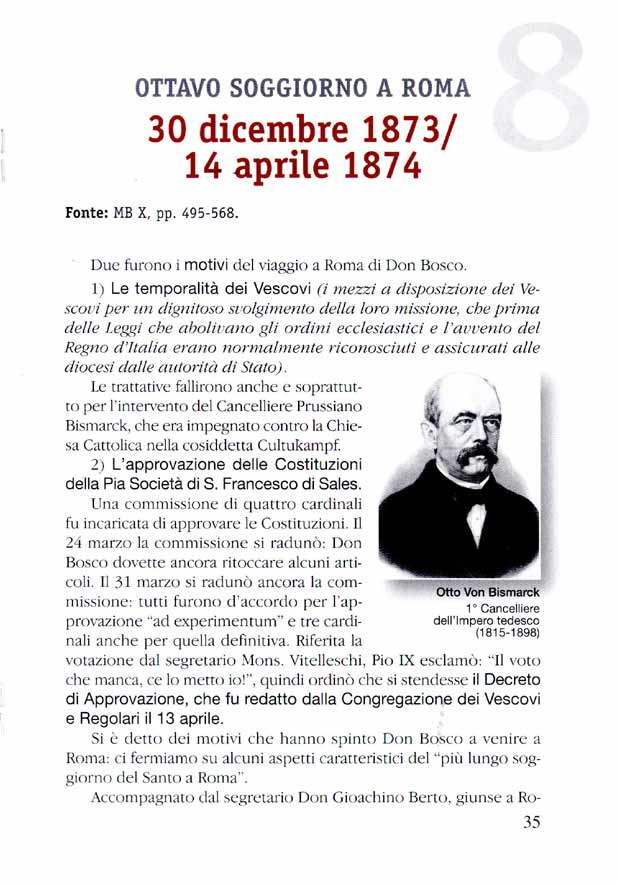 8
OTTAVO SOGGIORNO A ROMA
30 dicembre 1873/
14 aprile 1874
Fonte: MB X, pp. 495-568.
Due furono i motivi del viaggio a Roma di Don Bosco.
1) Le temporalità dei Vescovi (i mezzi a disposizione dei Ve-
scovi per un dignitoso svolgimento della loro missione, che prima
delle Leggi che abolivano gli ordini ecclesiastici e l'avvento del
Regno d'Italia erano normalmente riconosciuti e assicurati alle
diocesi dalle autorità di Stato).
Le trattative fallirono anche e soprattut-
to per l'intervento del Cancelliere Prussiano
Bismarck, che era impegnato contro la Chie-
sa Cattolica nella cosiddetta Cultukampf.
2) L'approvazione delle Costituzioni
della Pia Società di S. Francesco di Sales.
Una commissione di quattro cardinali
fu incaricata di approvare le Costituzioni. Il
24 marzo la commissione si radunò: Don
Bosco dovette ancora ritoccare alcuni arti-
coli. Il 31 marzo si radunò ancora la com-
missione: tutti furono d'accordo per l'ap-
provazione "ad experimentum" e tre cardi-
nali anche per quella definitiva. Riferita la
votazione dal segretario Mons. Vitelleschi, Pio IX esclamò: "Il voto
che manca, ce lo metto io!", quindi ordinò che si stendesse il Decreto
di Approvazione, che fu redatto dalla Congregazione dei Vescovi
e Regolari il 13 aprile.
Otto Von Bismarck
1° Cancelliere
dell'Impero tedesco
(1815-1898)
Si è detto dei motivi che hanno spinto Don Bosco a venire a
Roma: ci fermiamo su alcuni aspetti caratteristici del "più lungo sog-
giorno del Santo a Roma".
Accompagnato dal segretario Don Gioachino Berto, giunse a Ro-
35